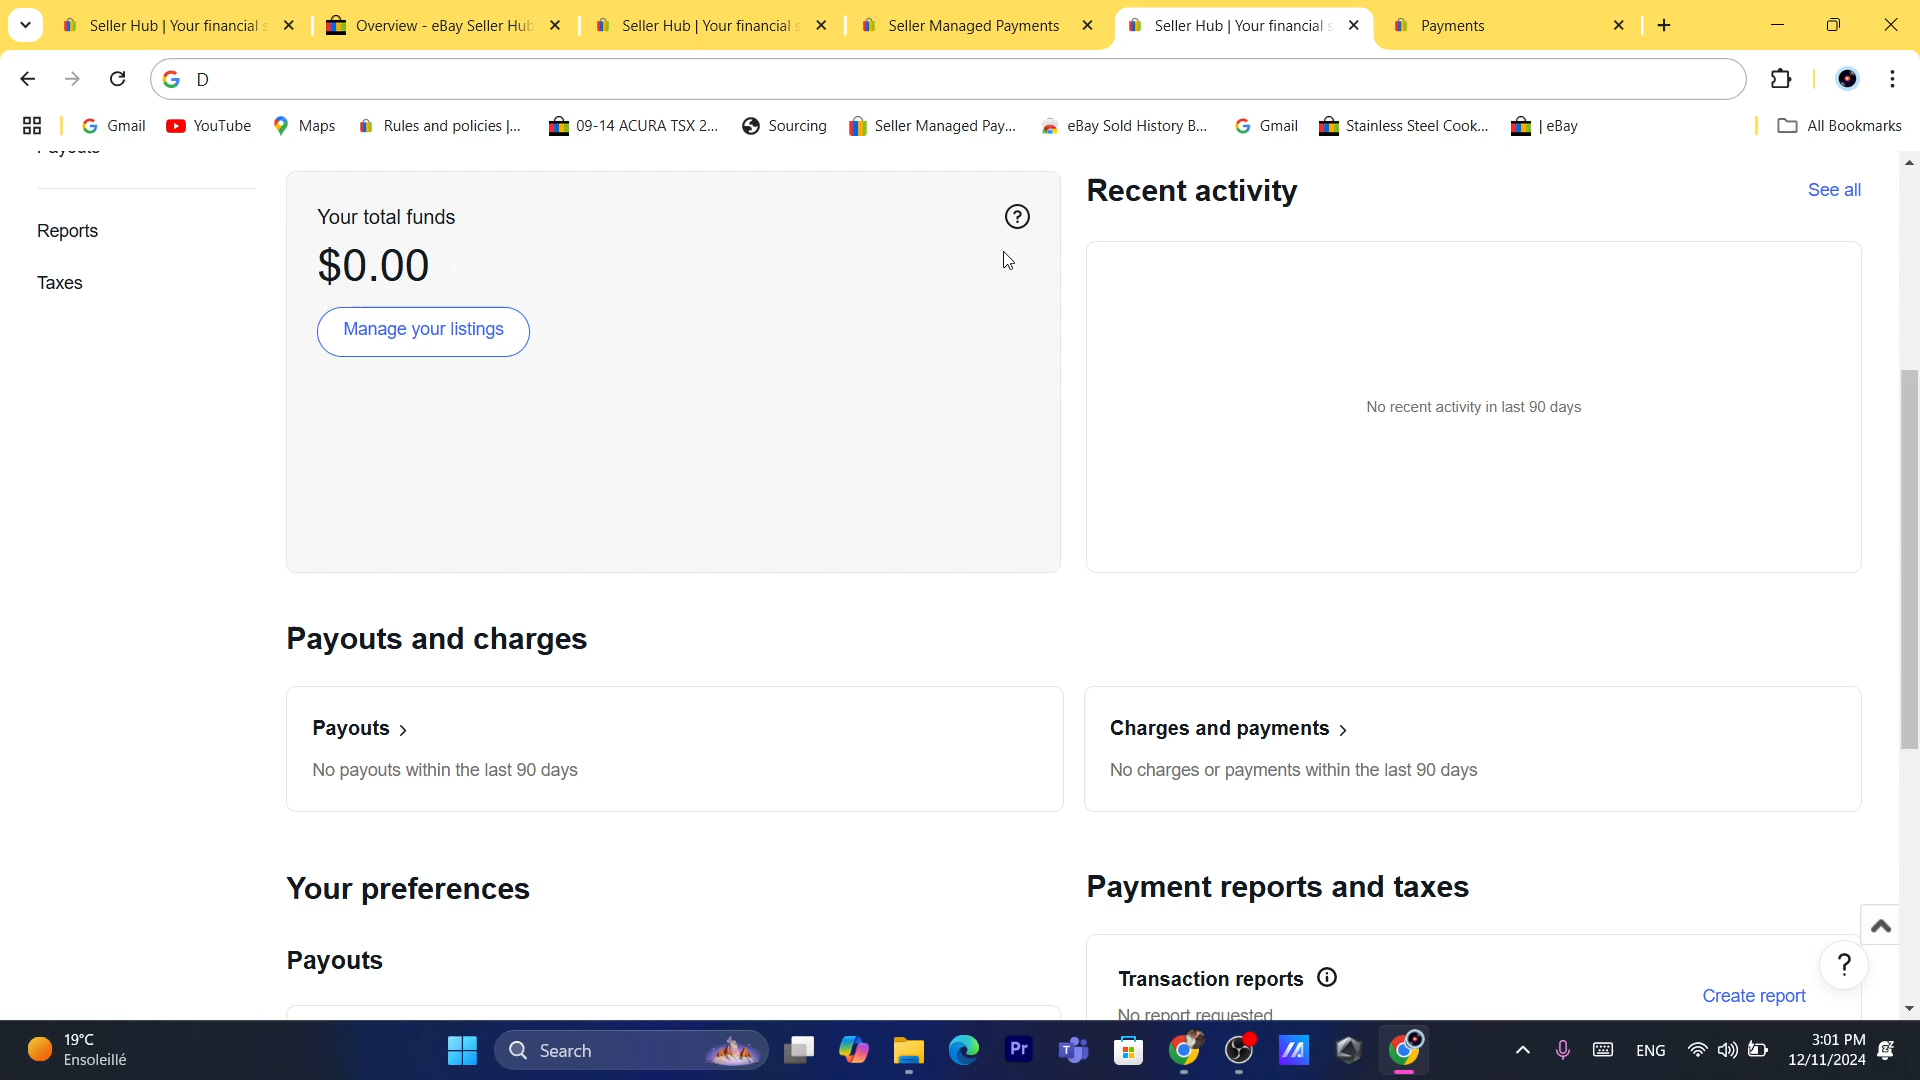 Seller Hub | Your financial s
Overview - eBay Seller Hub
Seller Hub | Your financial s
Seller Managed Payments
Seller Hub | Your financial s
Payments
D
Gmail
YouTube
Maps
Rules and policies |...
09-14 ACURA TSX 2...
Sourcing
Seller Managed Pay...
eBay Sold History B...
Gmail
Stainless Steel Cook...
| eBay
All Bookmarks
Payouts
Reports
Taxes
Your total funds
$0.00
Manage your listings
Recent activity
See all
No recent activity in last 90 days
Payouts and charges
Payouts
No payouts within the last 90 days
Charges and payments
No charges or payments within the last 90 days
Your preferences
Payouts
Payment reports and taxes
Transaction reports
No report requested
Create report
19°C
Ensoleillé
Search
Pr
ENG
3:01 PM
12/11/2024